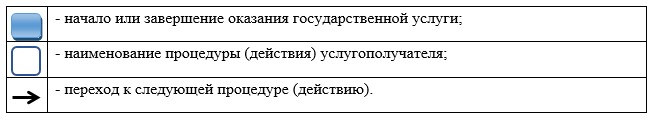 - начало или завершение оказания государственной услуги;
- наименование процедуры (действия) услугополучателя;
- переход к следующей процедуре (действию).